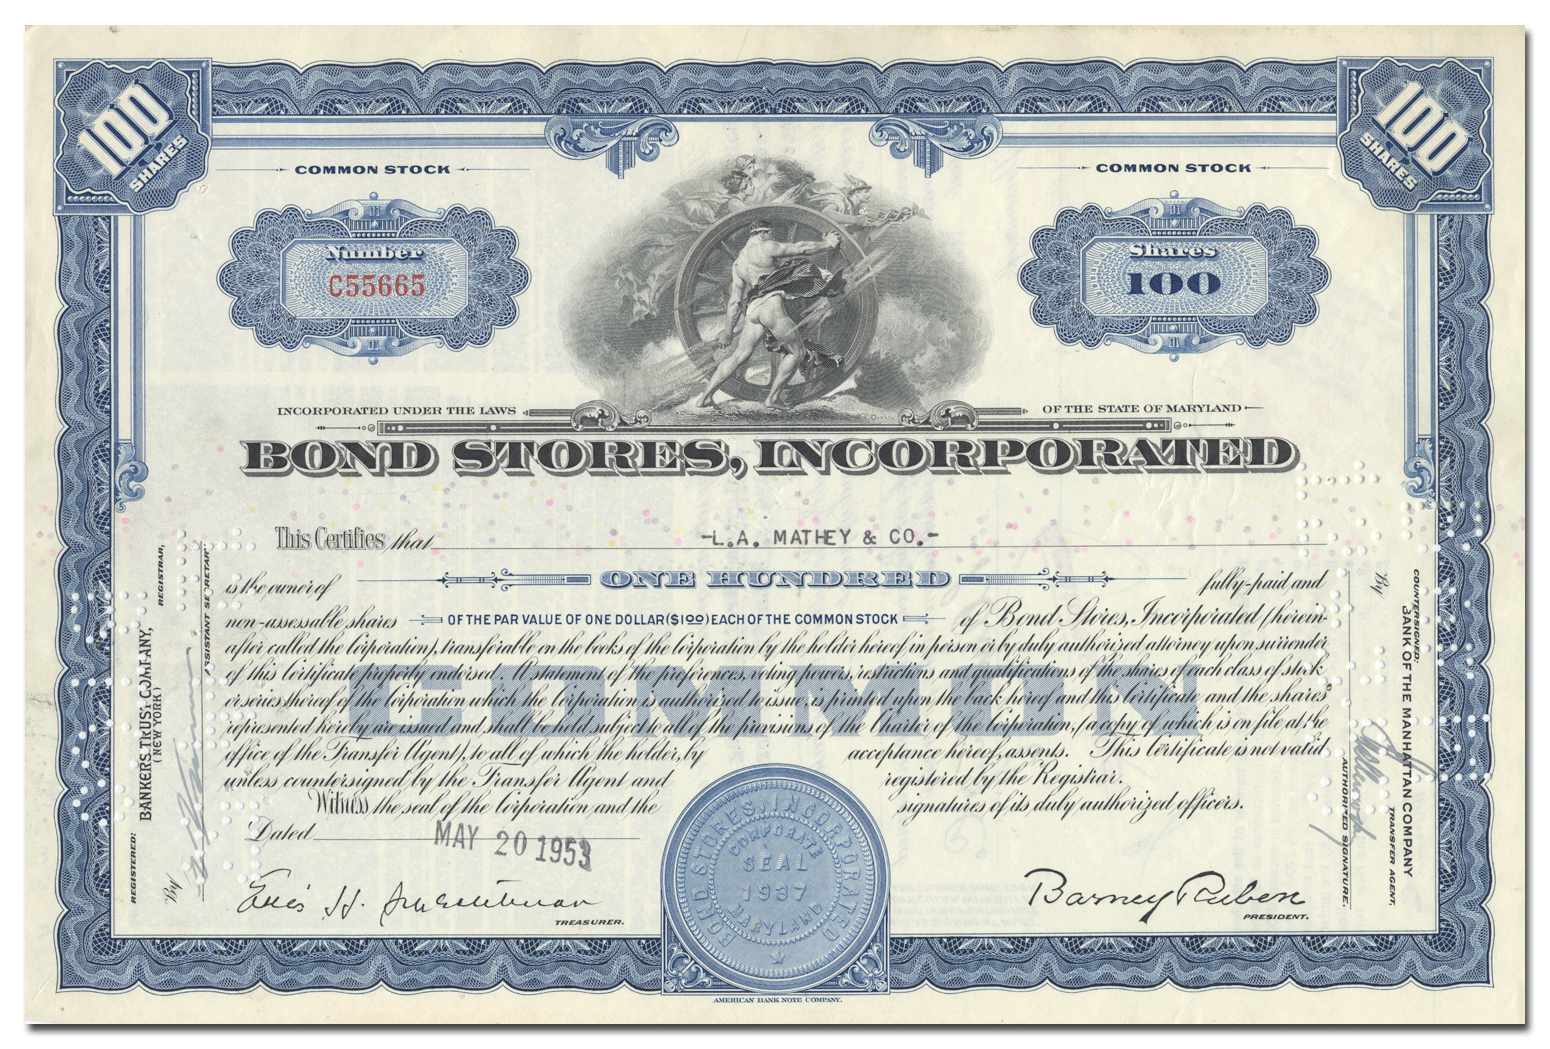 100 SHARES
100 SHARES
COMMON STOCK
COMMON STOCK
Number
C55665
Shares
100
INCORPORATED UNDER THE LAWS
OF THE STATE OF MARYLAND
BOND STORES, INCORPORATED
This Certifies that -L.A. MATHEY & CO.-
is the owner of ONE HUNDRED fully-paid and
non-assessable shares OF THE PAR VALUE OF ONE DOLLAR ($1.00) EACH OF THE COMMON STOCK of Bond Stores, Incorporated (herein-
after called the Corporation), transferable on the books of the Corporation by the holder hereof in person or by duly authorized attorney upon surrender
of this Certificate properly endorsed. A statement of the preferences, voting powers, restrictions and qualifications of the shares of each class of stock
or series thereof of the Corporation which the Corporation is authorized to issue, is printed upon the back hereof and this Certificate and the shares
represented hereby are issued and shall be held subject to all of the provisions of the Charter of the Corporation, (a copy of which is on file at the
Office of the Transfer Agent), to all of which the holder, by acceptance hereof, assents. This Certificate is not valid
unless countersigned by the Transfer Agent and registered by the Registrar.
Witness the seal of the Corporation and the signatures of its duly authorized officers.
COMMON
Dated MAY 20 1953
TREASURER.
Barney Ruben
PRESIDENT.
BOND STORES, INCORPORATED
CORPORATE
SEAL
1937
MARYLAND
AMERICAN BANK NOTE COMPANY.
REGISTERED:
BANKERS TRUST COMPANY,
(NEW YORK)
REGISTRAR,
By
ASSISTANT SECRETARY.
COUNTERSIGNED:
BANK OF THE MANHATTAN COMPANY
TRANSFER AGENT,
By
AUTHORIZED SIGNATURE.